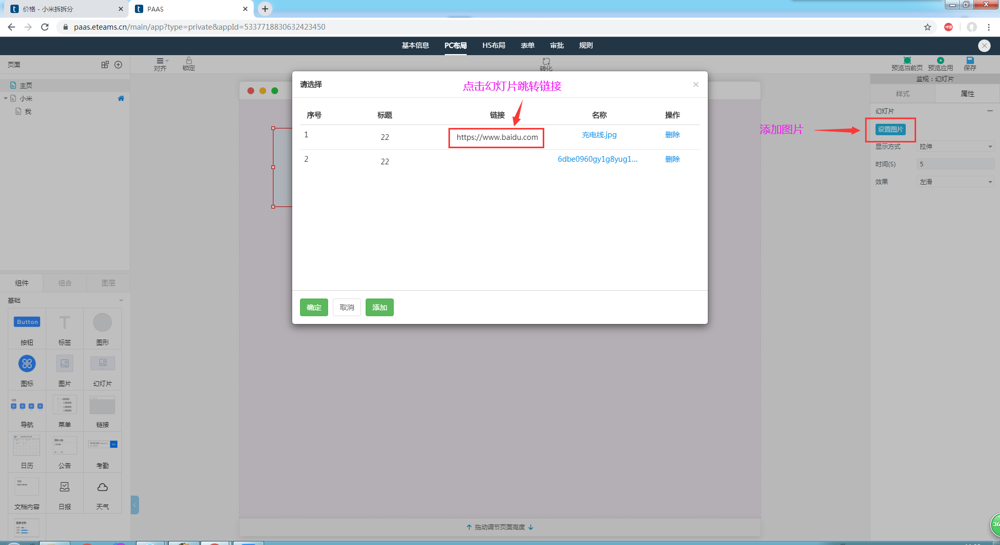 价格 - 小米拆拆分
PAAS
paas.eteams.cn/main/app?type=private&appId=5337718830632423450
基本信息
PC布局
H5布局
表单
审批
规则
页面
对齐
锁定
转化
预览当前页
预览应用
保存
主页
小米
我
监视：幻灯片
样式
属性
幻灯片
设置图片
显示方式
拉伸
时间(S)
5
效果
左滑
添加图片
请选择
点击幻灯片跳转链接
序号
标题
链接
名称
操作
1
22
https://www.baidu.com
充电线.jpg
删除
2
22
6dbe0960gy1g8yug1...
删除
确定
取消
添加
组件
组合
图层
基础
Button
按钮
标签
图形
图标
图片
幻灯片
导航
菜单
链接
日历
公告
考勤
文档内容
日报
天气
拖动调节页面高度
36